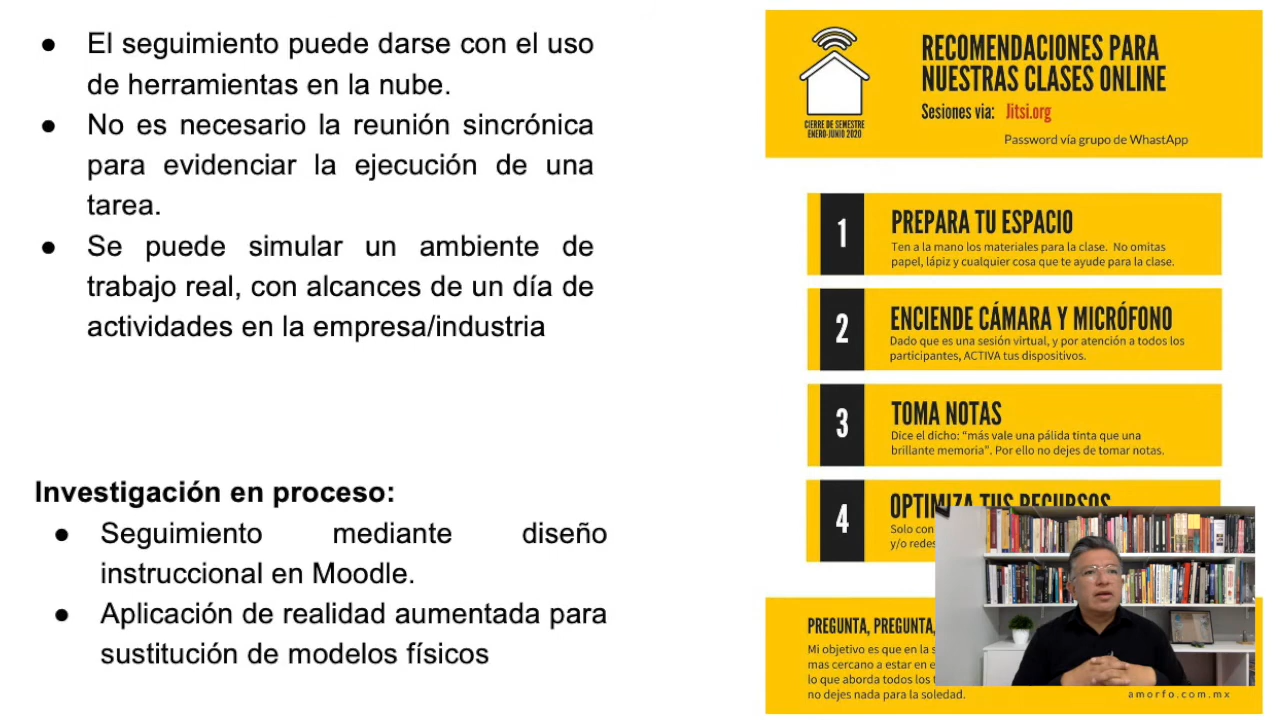 ● El seguimiento puede darse con el uso
de herramientas en la nube.
● No es necesario la reunión sincrónica
para evidenciar la ejecución de una
tarea.
● Se puede simular un ambiente de
trabajo real, con alcances de un día de
actividades en la empresa/industria
Investigación en proceso:
● Seguimiento mediante diseño
instruccional en Moodle.
● Aplicación de realidad aumentada para
sustitución de modelos físicos
CIERRE DE SEMESTRE
ENERO-JUNIO 2020
RECOMENDACIONES PARA
NUESTRAS CLASES ONLINE
Sesiones via: Jitsi.org
Password vía grupo de WhastApp
1
PREPARA TU ESPACIO
Ten a la mano los materiales para la clase. No omitas
papel, lápiz y cualquier cosa que te ayude para la clase.
2
ENCIENDE CÁMARA Y MICRÓFONO
Dado que es una sesión virtual, y por atención a todos los
participantes, ACTIVA tus dispositivos.
3
TOMA NOTAS
Dice el dicho: “más vale una pálida tinta que una
brillante memoria”. Por ello no dejes de tomar notas.
4
OPTIMIZA TUS RECURSOS
Solo con
y/o redes
PREGUNTA, PREGUNTA,
Mi objetivo es que en la s
mas cercano a estar en e
lo que aborda todos los t
no dejes nada para la soledad.
amorfo.com.mx